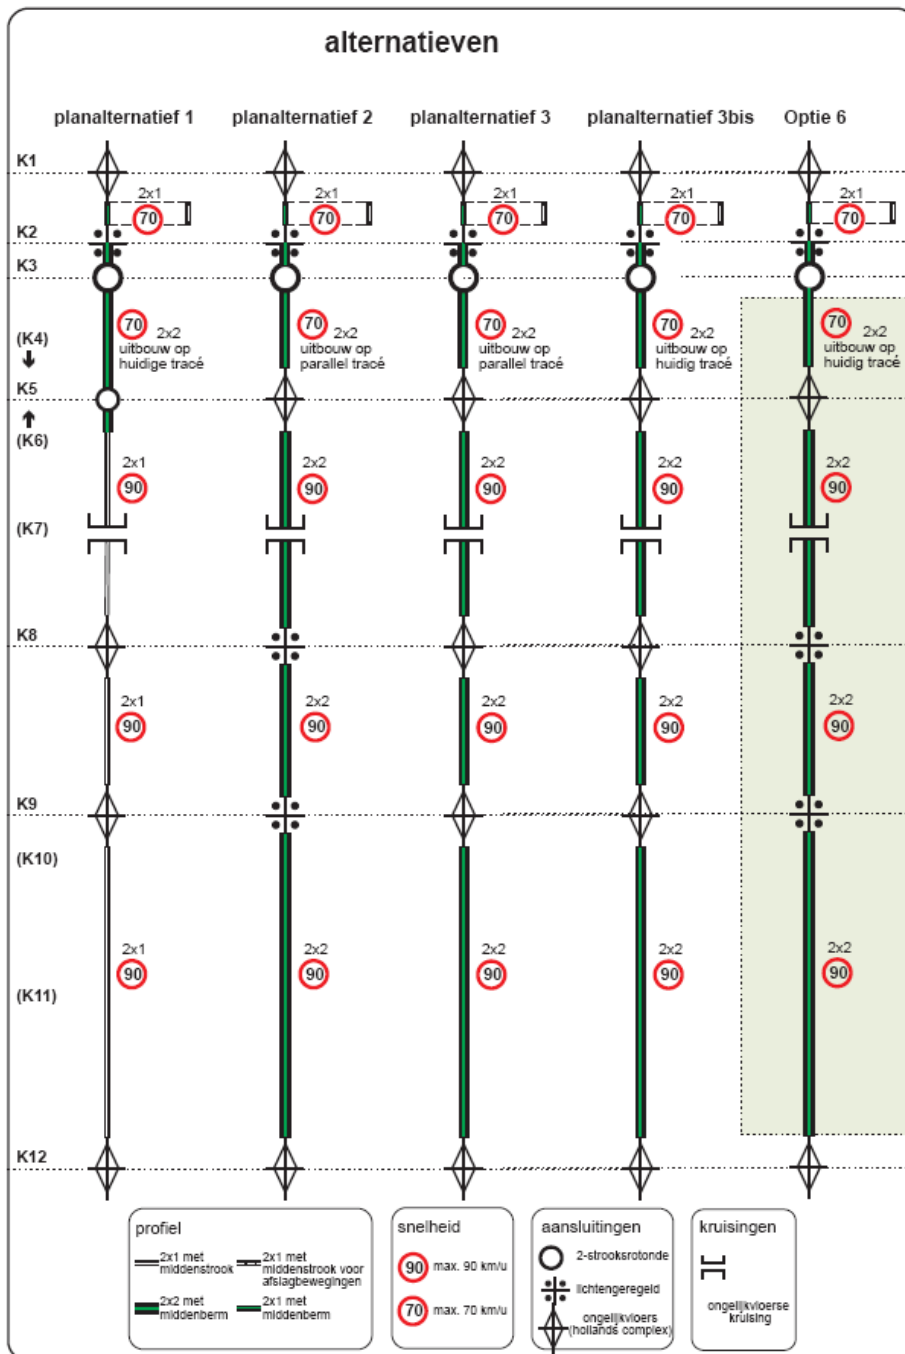 alternatieven
planalternatief 1 planalternatief 2 planalternatief 3 planalternatief 3bis Optie 6
K1
2x1 2x1 2x1 2x1 2x1
70 70 70 70 70
K2
K3
70 2x2 70 2x2 70 2x2 70 2x2 70 2x2
(K4) uitbouw op uitbouw op uitbouw op uitbouw op uitbouw op
huidige tracé parallel tracé parallel tracé huidig tracé huidig tracé
K5
(K6)
2x1 2x2 2x2 2x2 2x2
90 90 90 90 90
(K7)
K8
2x1 2x2 2x2 2x2 2x2
90 90 90 90 90
K9
(K10)
2x1 2x2 2x2 2x2 2x2
90 90 90 90 90
(K11)
K12
profiel
2x1 met
middenstrook
2x1 met
middenstrook voor
afslagbewegingen
2x2 met
middenberm
2x1 met
middenberm
snelheid
90 max. 90 km/u
70 max. 70 km/u
aansluitingen
2-strooksrotonde
lichtengeregeld
ongelijkvloers
(hollands complex)
kruisingen
ongelijkvloerse
kruising